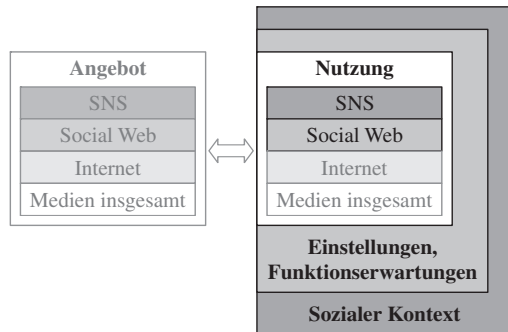 Angebot
SNS
Social Web
Internet
Medien insgesamt
Nutzung
SNS
Social Web
Internet
Medien insgesamt
Einstellungen,
Funktionserwartungen
Sozialer Kontext